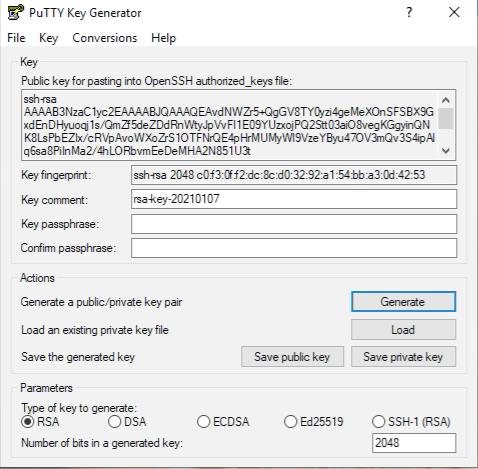 PuTTY Key Generator
File Key Conversions Help
Key
Public key for pasting into OpenSSH authorized_keys file:
ssh-rsa
AAAAB3NzaC1yc2EAAAABJQAAAQEAvdNWZr5+QgGV8TY0yzi4geMeXOnSFSBX9G
xdEnDHyuoqj1s/QmZf5deZDdRnWtyJpVvFI1E09YUzxojPQ2Stt03aiO8vegKGgyinQN
K8LsPbEZlx/cRVpAvoWXoZrS1OTFNrQE4pHrMUMyWI9VzeYByu47OV3mQv3S4ipAl
q6sa8PiInMa2/4hLORbvmEeDeMHA2N851U3t
Key fingerprint: ssh-rsa 2048 c0:f3:0f:f2:dc:8c:d0:32:92:a1:54:bb:a3:0d:42:53
Key comment: rsa-key-20210107
Key passphrase:
Confirm passphrase:
Actions
Generate a public/private key pair Generate
Load an existing private key file Load
Save the generated key Save public key Save private key
Parameters
Type of key to generate:
RSA DSA ECDSA Ed25519 SSH-1 (RSA)
Number of bits in a generated key: 2048